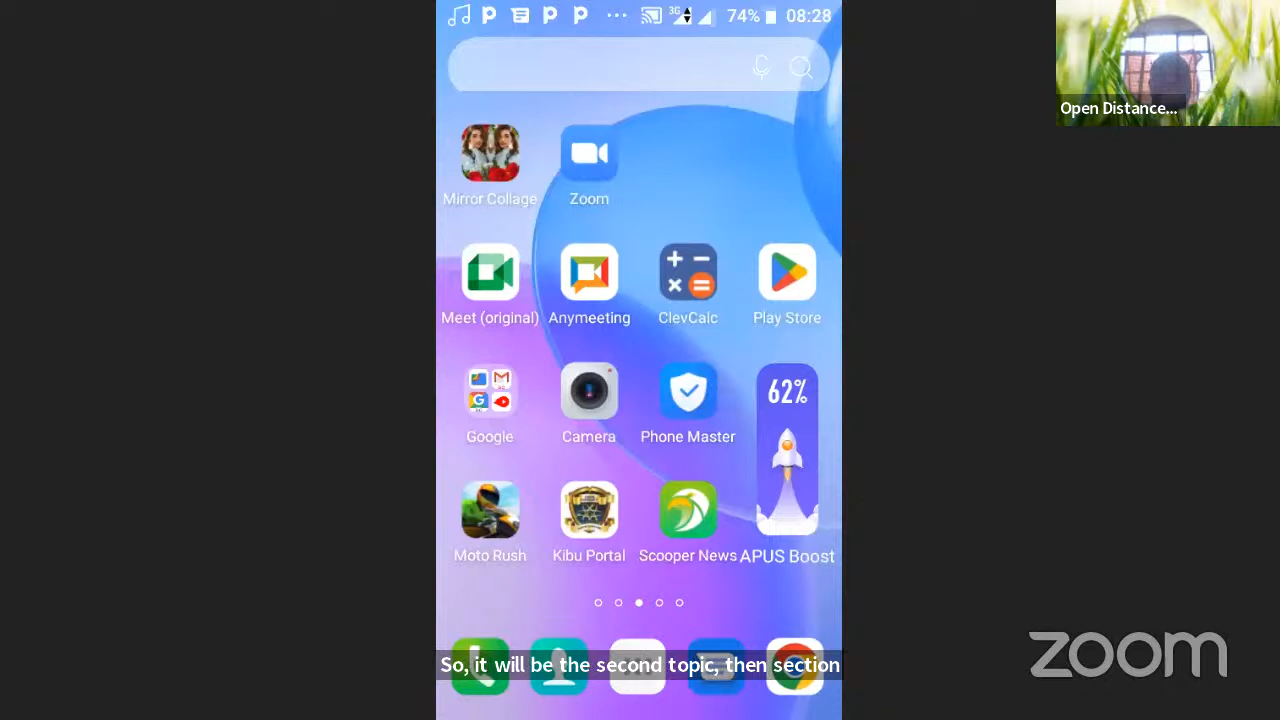 3G 74% 08:28
Open Distance...
Mirror Collage Zoom
Meet (original) Anymeeting ClevCalc Play Store
62%
Google Camera Phone Master
Moto Rush Kibu Portal Scooper News APUS Boost
So, it will be the second topic, then section
zoom